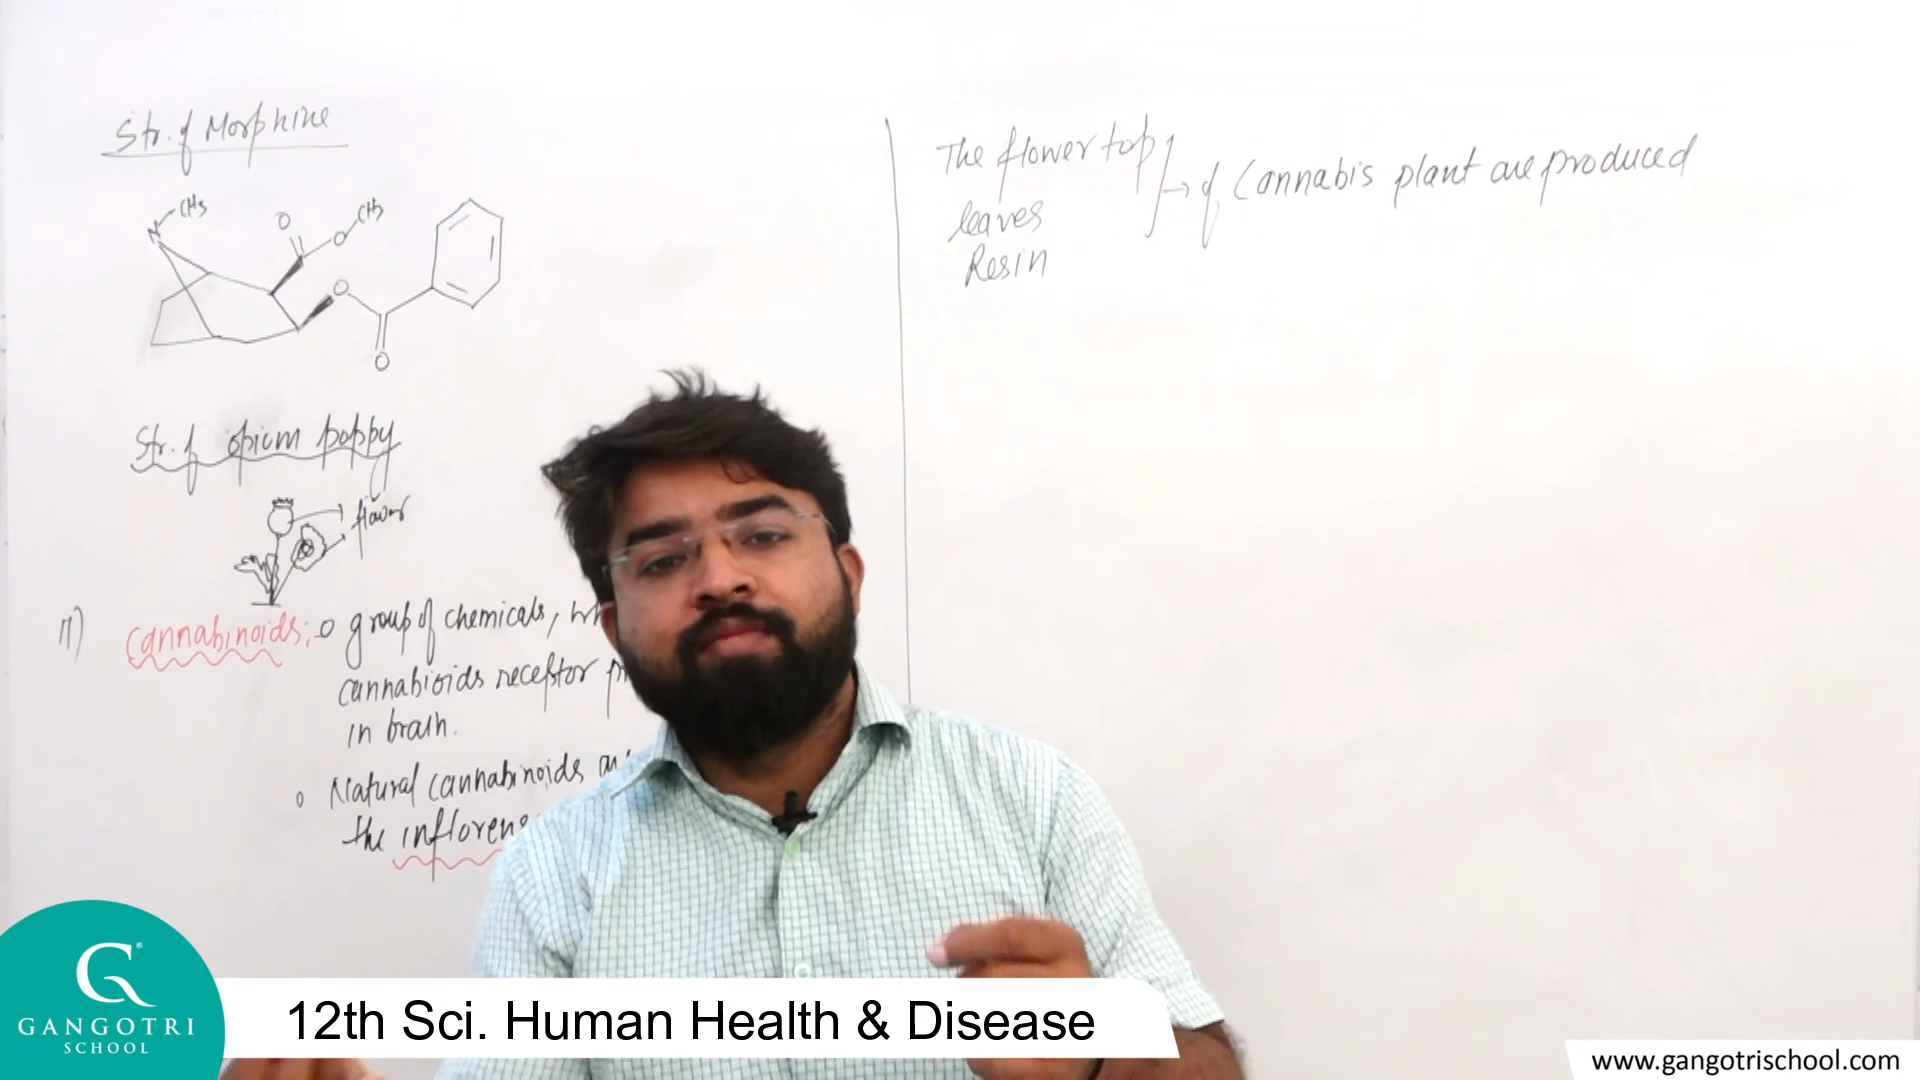 Str. of Morphine
N CH3
O O CH3
O
O
Str. of opium poppy
flower
II) Cannabinoids:- o group of chemicals, wh
cannabioids receptor p
in brain.
o Natural cannabinoids
the inflorens
The flower top
leaves
Resin
→ of Cannabis plant are produced
G®
GANGOTRI
SCHOOL
12th Sci. Human Health & Disease
www.gangotrischool.com